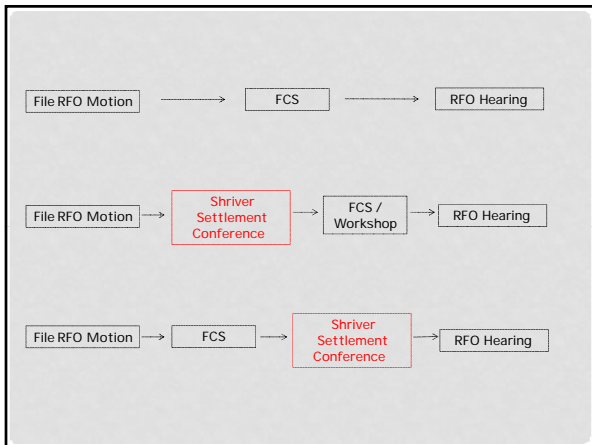 File RFO Motion
FCS
RFO Hearing
File RFO Motion
Shriver
Settlement
Conference
FCS /
Workshop
RFO Hearing
File RFO Motion
FCS
Shriver
Settlement
Conference
RFO Hearing